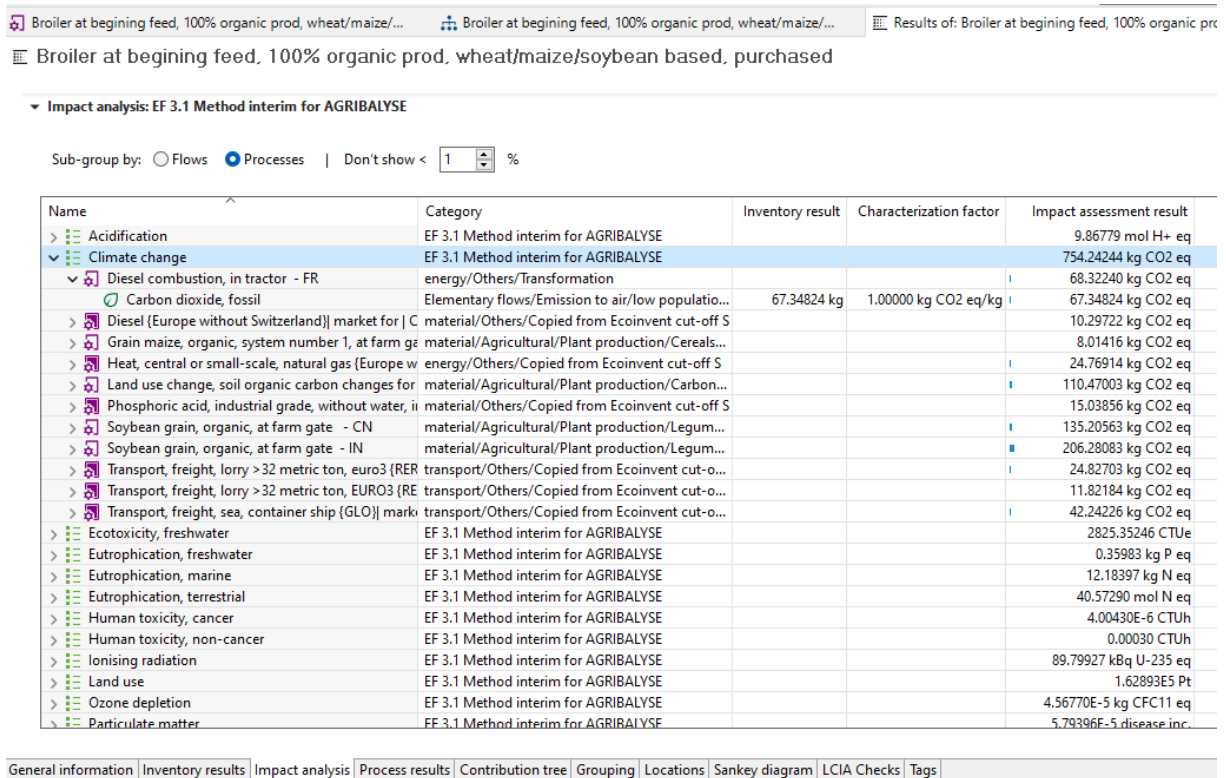 Broiler at begining feed, 100% organic prod, wheat/maize/... Broiler at begining feed, 100% organic prod, wheat/maize/... Results of: Broiler at begining feed, 100% organic pro
Broiler at begining feed, 100% organic prod, wheat/maize/soybean based, purchased
Impact analysis: EF 3.1 Method interim for AGRIBALYSE
Sub-group by: Flows Processes | Don't show < 1 %
Name Category Inventory result Characterization factor Impact assessment result
Acidification EF 3.1 Method interim for AGRIBALYSE 9.86779 mol H+ eq
Climate change EF 3.1 Method interim for AGRIBALYSE 754.24244 kg CO2 eq
Diesel combustion, in tractor - FR energy/Others/Transformation 68.32240 kg CO2 eq
Carbon dioxide, fossil Elementary flows/Emission to air/low populatio... 67.34824 kg 1.00000 kg CO2 eq/kg 67.34824 kg CO2 eq
Diesel {Europe without Switzerland}| market for | C material/Others/Copied from Ecoinvent cut-off S 10.29722 kg CO2 eq
Grain maize, organic, system number 1, at farm ga material/Agricultural/Plant production/Cereals... 8.01416 kg CO2 eq
Heat, central or small-scale, natural gas {Europe w energy/Others/Copied from Ecoinvent cut-off S 24.76914 kg CO2 eq
Land use change, soil organic carbon changes for material/Agricultural/Plant production/Carbon... 110.47003 kg CO2 eq
Phosphoric acid, industrial grade, without water, i material/Others/Copied from Ecoinvent cut-off S 15.03856 kg CO2 eq
Soybean grain, organic, at farm gate - CN material/Agricultural/Plant production/Legum... 135.20563 kg CO2 eq
Soybean grain, organic, at farm gate - IN material/Agricultural/Plant production/Legum... 206.28083 kg CO2 eq
Transport, freight, lorry >32 metric ton, euro3 {RER transport/Others/Copied from Ecoinvent cut-o... 24.82703 kg CO2 eq
Transport, freight, lorry >32 metric ton, EURO3 {RE transport/Others/Copied from Ecoinvent cut-o... 11.82184 kg CO2 eq
Transport, freight, sea, container ship {GLO}| mark transport/Others/Copied from Ecoinvent cut-o... 42.24226 kg CO2 eq
Ecotoxicity, freshwater EF 3.1 Method interim for AGRIBALYSE 2825.35246 CTUe
Eutrophication, freshwater EF 3.1 Method interim for AGRIBALYSE 0.35983 kg P eq
Eutrophication, marine EF 3.1 Method interim for AGRIBALYSE 12.18397 kg N eq
Eutrophication, terrestrial EF 3.1 Method interim for AGRIBALYSE 40.57290 mol N eq
Human toxicity, cancer EF 3.1 Method interim for AGRIBALYSE 4.00430E-6 CTUh
Human toxicity, non-cancer EF 3.1 Method interim for AGRIBALYSE 0.00030 CTUh
Ionising radiation EF 3.1 Method interim for AGRIBALYSE 89.79927 kBq U-235 eq
Land use EF 3.1 Method interim for AGRIBALYSE 1.62893E5 Pt
Ozone depletion EF 3.1 Method interim for AGRIBALYSE 4.56770E-5 kg CFC11 eq
Particulate matter EF 3.1 Method interim for AGRIBALYSE 5.79396E-5 disease inc.
General information Inventory results Impact analysis Process results Contribution tree Grouping Locations Sankey diagram LCIA Checks Tags